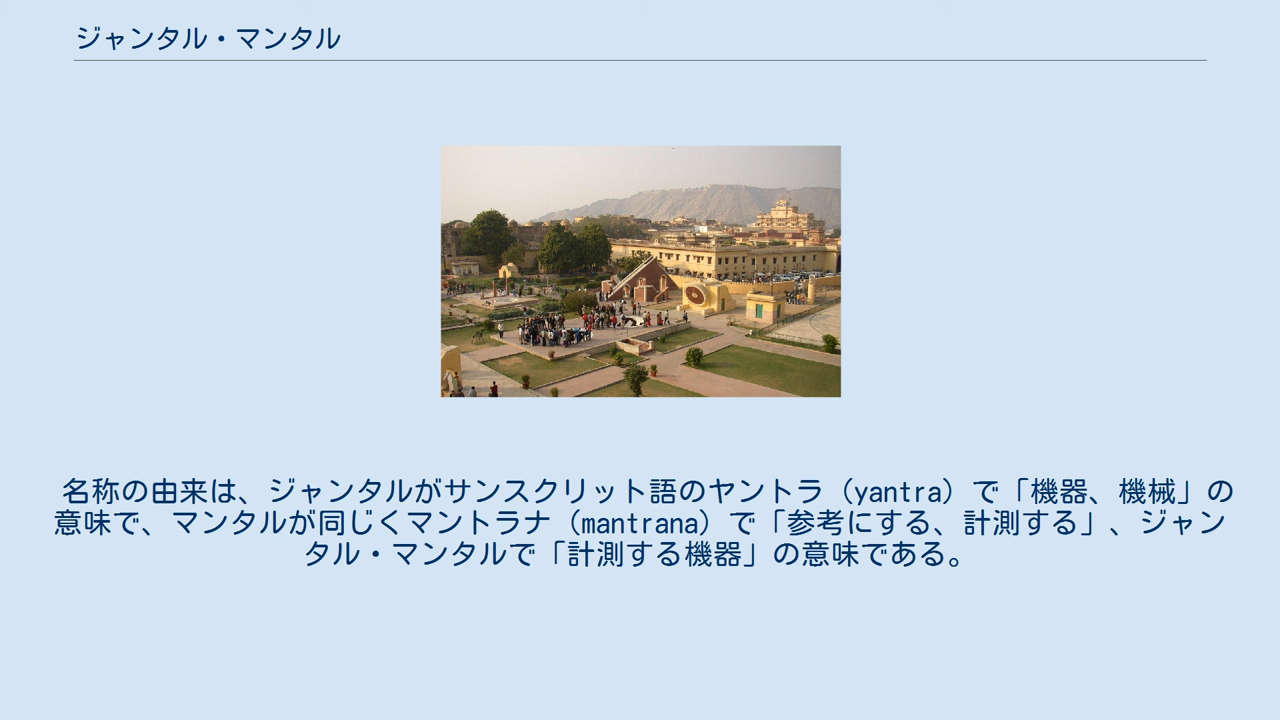 ジャンタル・マンタル
名称の由来は、ジャンタルがサンスクリット語のヤントラ（yantra）で「機器、機械」の
意味で、マンタルが同じくマントラナ（mantrana）で「参考にする、計測する」、ジャン
タル・マンタルで「計測する機器」の意味である。